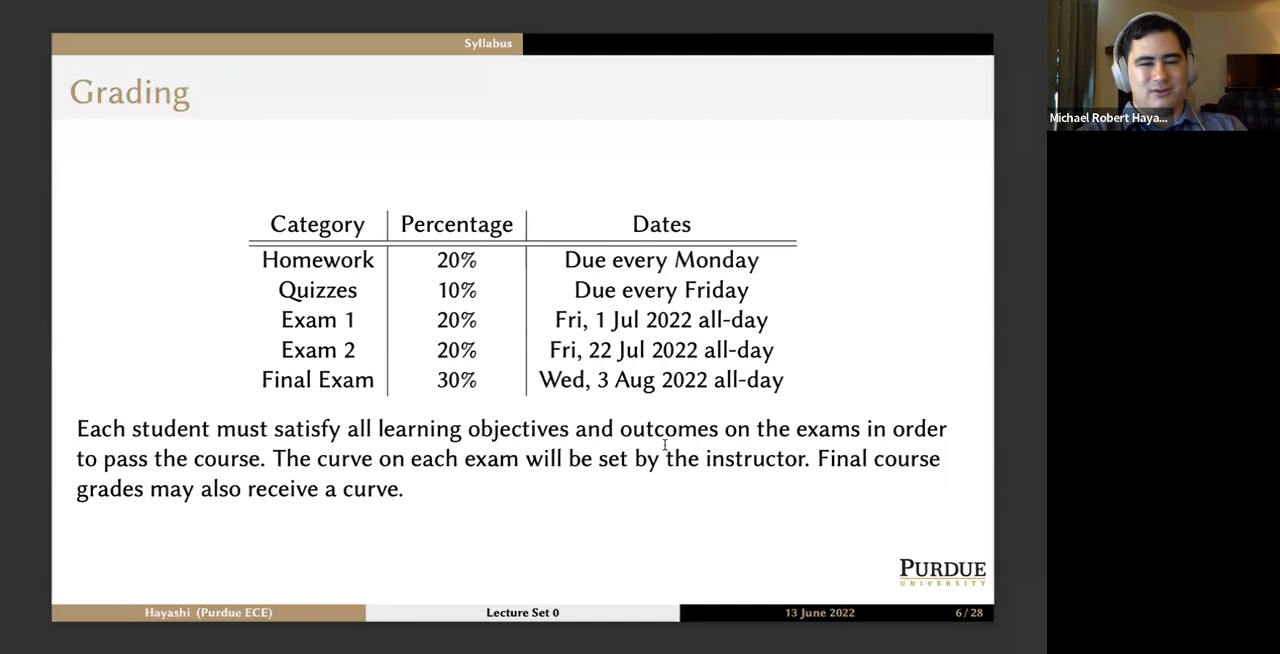 Syllabus
Grading
Category Percentage Dates
Homework 20% Due every Monday
Quizzes 10% Due every Friday
Exam 1 20% Fri, 1 Jul 2022 all-day
Exam 2 20% Fri, 22 Jul 2022 all-day
Final Exam 30% Wed, 3 Aug 2022 all-day
Each student must satisfy all learning objectives and outcomes on the exams in order
to pass the course. The curve on each exam will be set by the instructor. Final course
grades may also receive a curve.
PURDUE
UNIVERSITY
Hayashi (Purdue ECE) Lecture Set 0 13 June 2022 6 / 28
Michael Robert Haya...